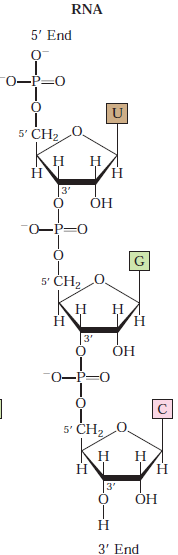 RNA
5′ End
O⁻
⁻O–P=O
O
U
5′ CH₂ O
H H
H H
3′
O OH
⁻O–P=O
O
G
5′ CH₂ O
H H
H H
3′
O OH
⁻O–P=O
O
C
5′ CH₂ O
H H
H H
3′
O OH
H
3′ End